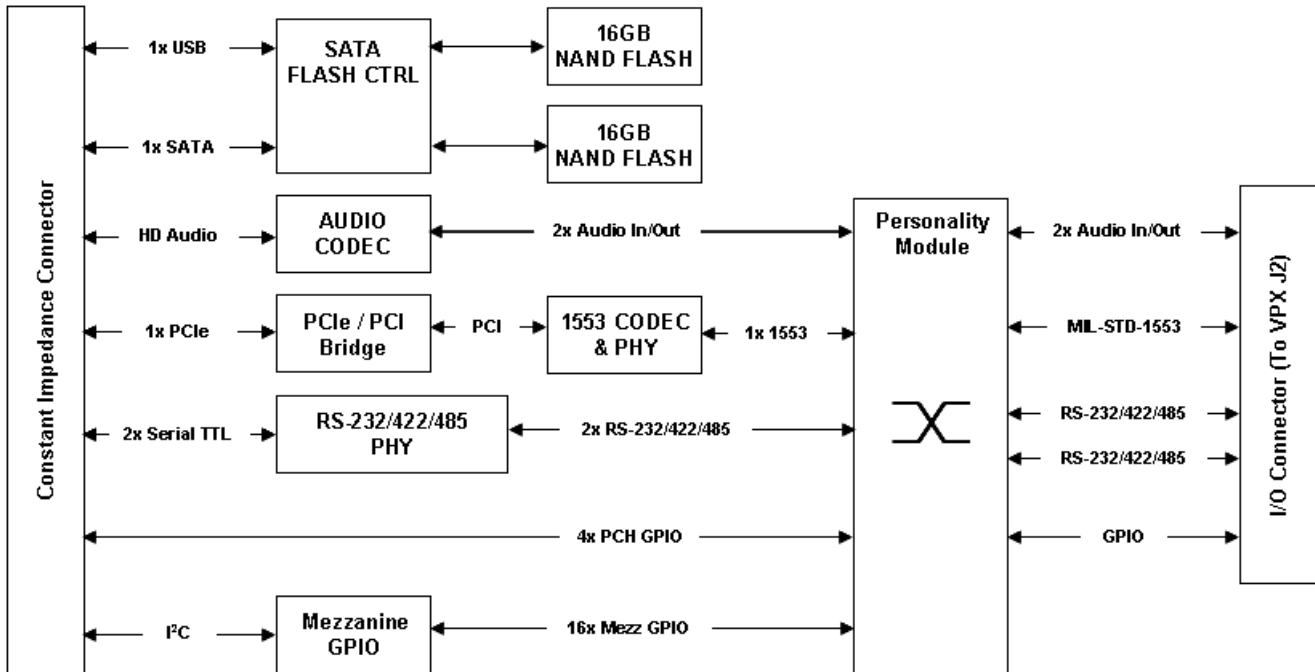 1x USB
SATA
FLASH CTRL
16GB
NAND FLASH
1x SATA
16GB
NAND FLASH
Constant Impedance Connector
HD Audio
AUDIO
CODEC
2x Audio In/Out
Personality
Module
2x Audio In/Out
I/O Connector (To VPX J2)
1x PCIe
PCIe / PCI
Bridge
PCI
1553 CODEC
& PHY
1x 1553
MIL-STD-1553
2x Serial TTL
RS-232/422/485
PHY
2x RS-232/422/485
RS-232/422/485
RS-232/422/485
4x PCH GPIO
GPIO
I²C
Mezzanine
GPIO
16x Mezz GPIO